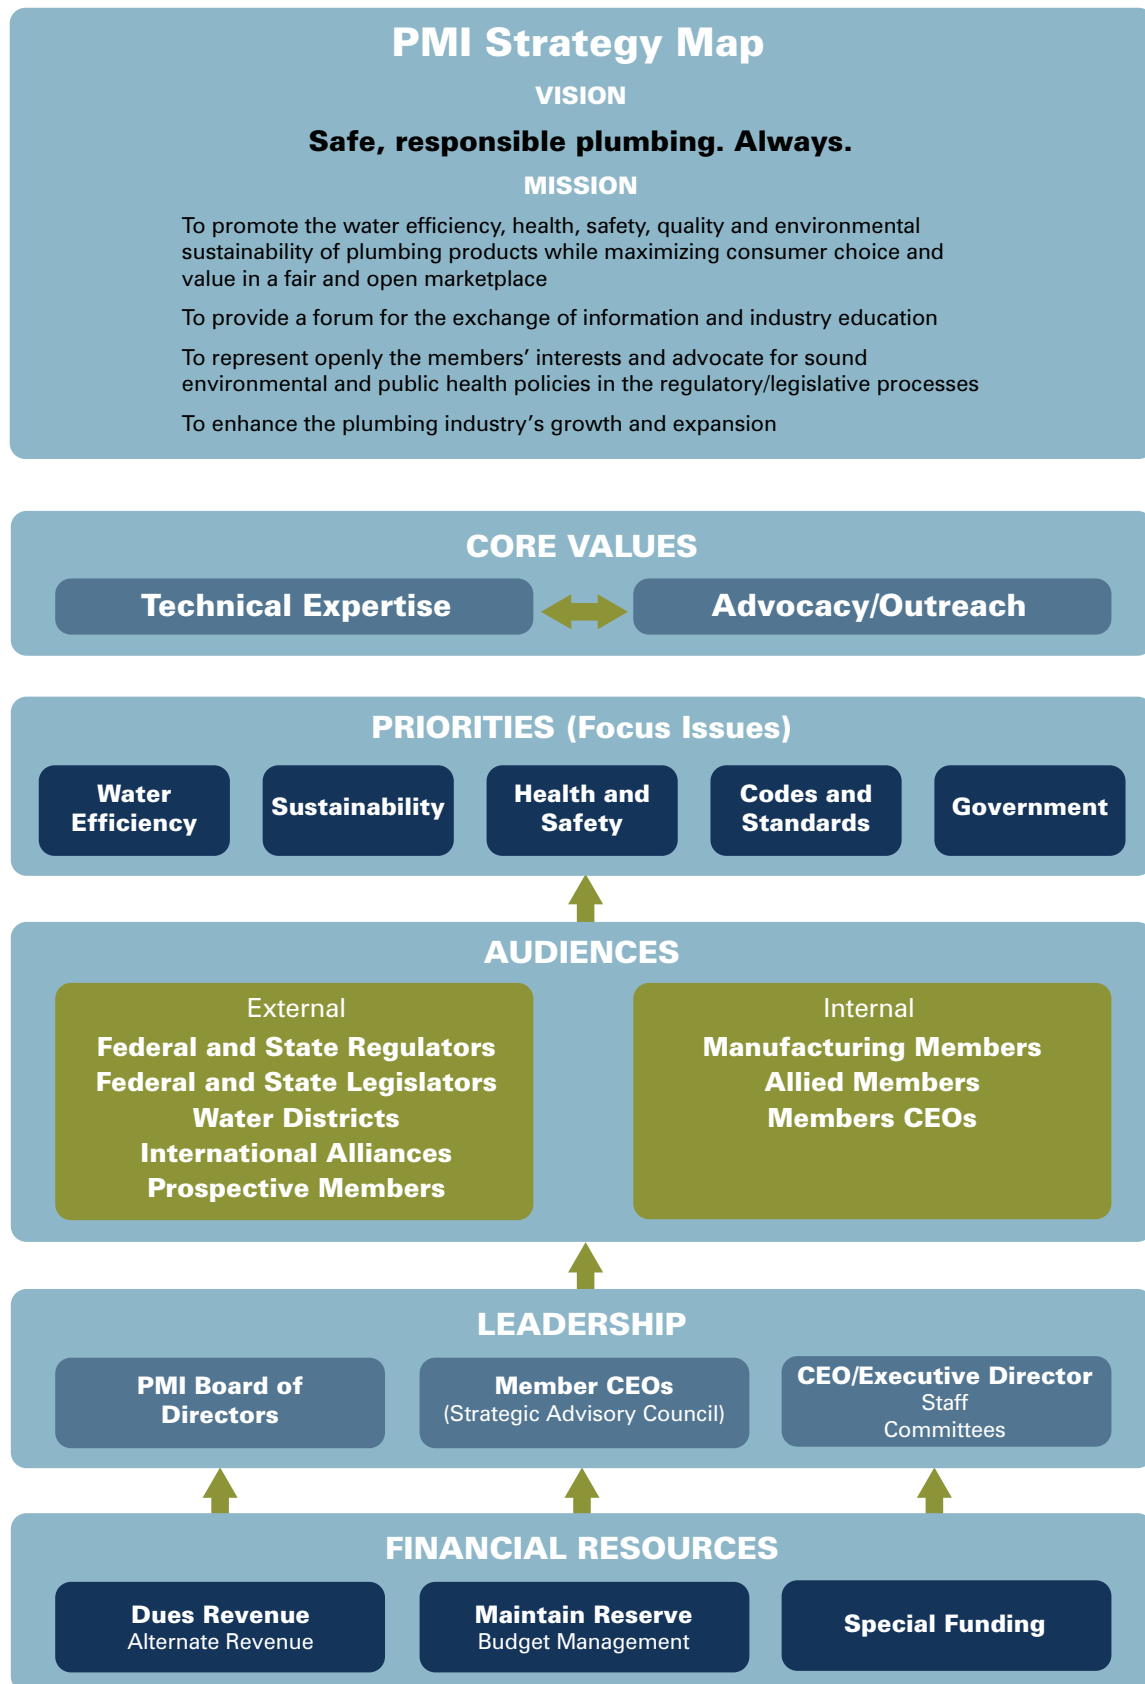 PMI Strategy Map
VISION
Safe, responsible plumbing. Always.
MISSION
To promote the water efficiency, health, safety, quality and environmental
sustainability of plumbing products while maximizing consumer choice and
value in a fair and open marketplace
To provide a forum for the exchange of information and industry education
To represent openly the members’ interests and advocate for sound
environmental and public health policies in the regulatory/legislative processes
To enhance the plumbing industry’s growth and expansion
CORE VALUES
Technical Expertise
Advocacy/Outreach
PRIORITIES (Focus Issues)
Water
Efficiency
Sustainability
Health and
Safety
Codes and
Standards
Government
AUDIENCES
External
Federal and State Regulators
Federal and State Legislators
Water Districts
International Alliances
Prospective Members
Internal
Manufacturing Members
Allied Members
Members CEOs
LEADERSHIP
PMI Board of
Directors
Member CEOs
(Strategic Advisory Council)
CEO/Executive Director
Staff
Committees
FINANCIAL RESOURCES
Dues Revenue
Alternate Revenue
Maintain Reserve
Budget Management
Special Funding